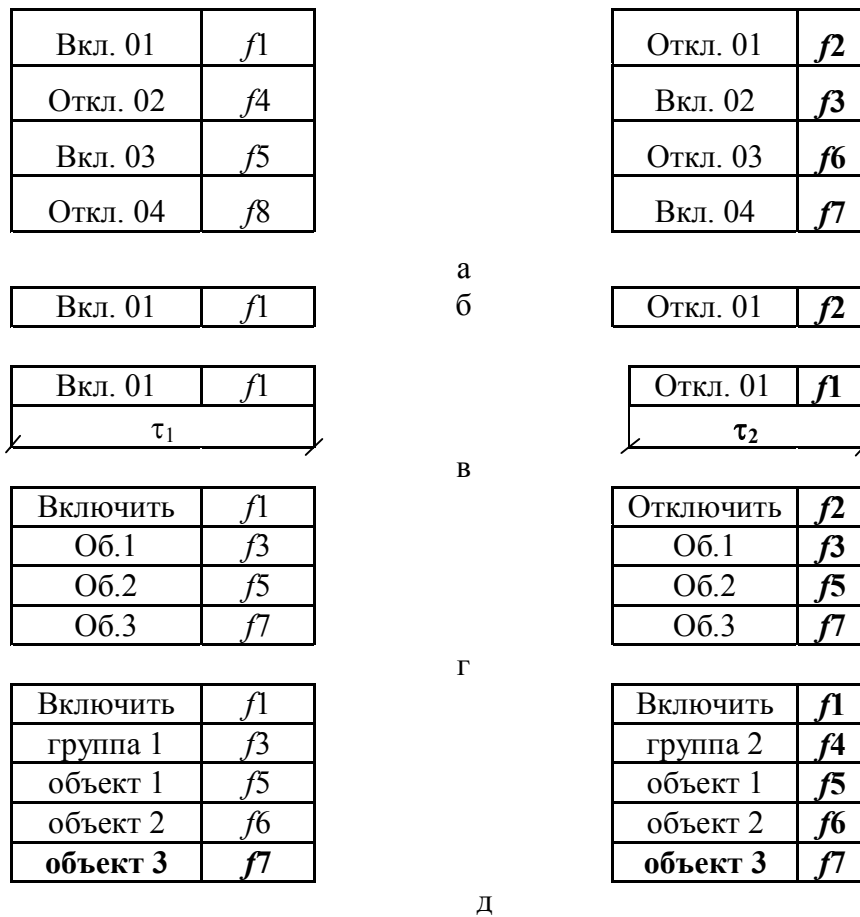 Вкл. 01 f1 Откл. 01 f2
Откл. 02 f4 Вкл. 02 f3
Вкл. 03 f5 Откл. 03 f6
Откл. 04 f8 Вкл. 04 f7
а
Вкл. 01 f1 б Откл. 01 f2
Вкл. 01 f1 Откл. 01 f1
τ1 τ2
в
Включить f1 Отключить f2
Об.1 f3 Об.1 f3
Об.2 f5 Об.2 f5
Об.3 f7 Об.3 f7
г
Включить f1 Включить f1
группа 1 f3 группа 2 f4
объект 1 f5 объект 1 f5
объект 2 f6 объект 2 f6
объект 3 f7 объект 3 f7
д